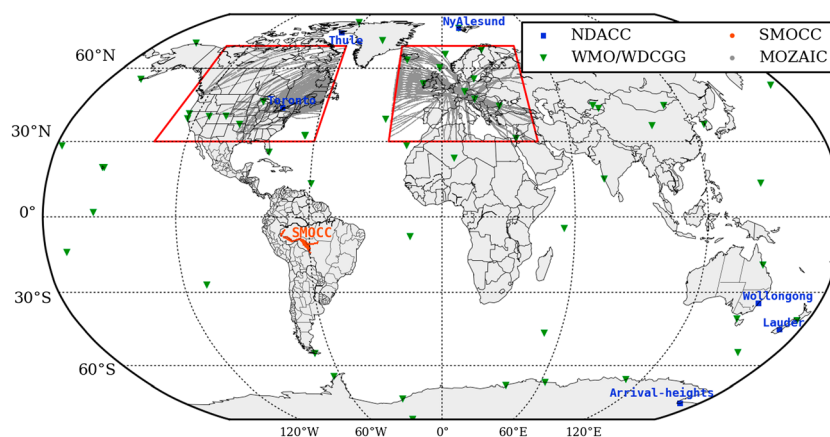 NyAlesund
Thule
NDACC
SMOCC
WMO/WDCGG
MOZAIC
60°N
Toronto
30°N
0°
SMOCC
30°S
Wollongong
Lauder
60°S
Arrival-heights
120°W
60°W
0°
60°E
120°E